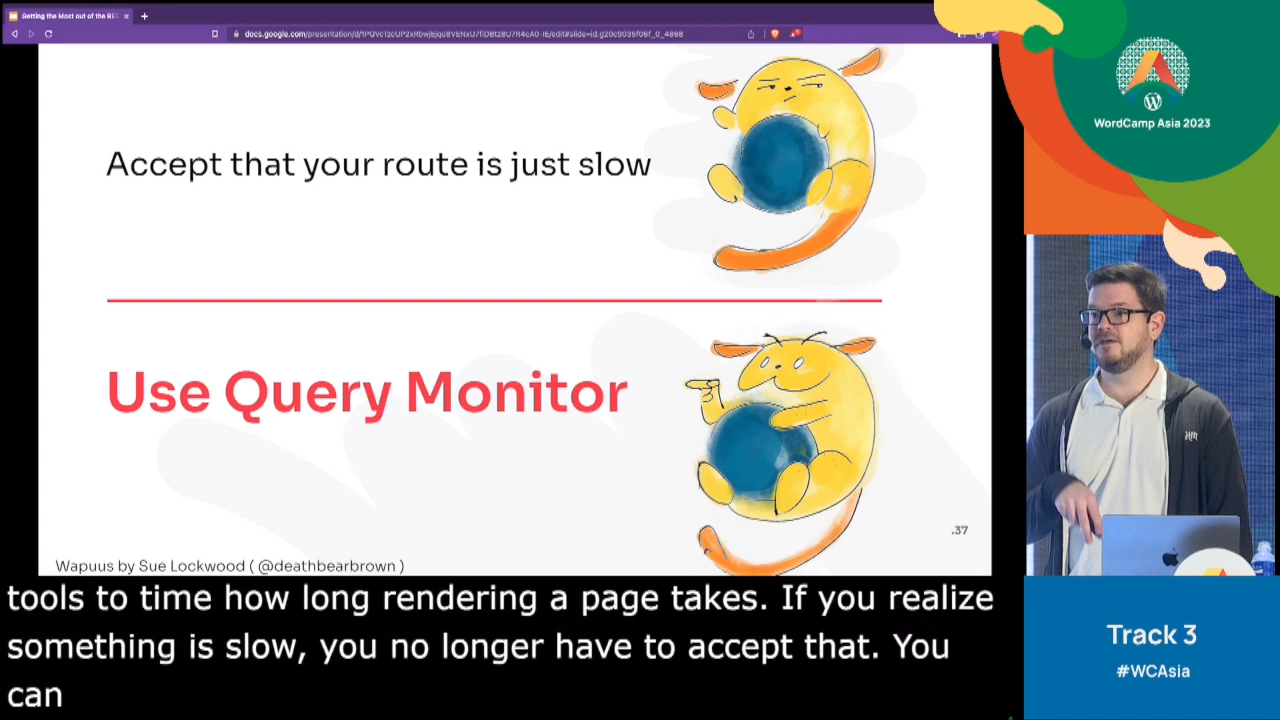 Getting the Most out of the RES
WordCamp Asia 2023
Accept that your route is just slow
Use Query Monitor
.37
Wapuus by Sue Lockwood ( @deathbearbrown )
tools to time how long rendering a page takes. If you realize
something is slow, you no longer have to accept that. You
can
Track 3
#WCAsia